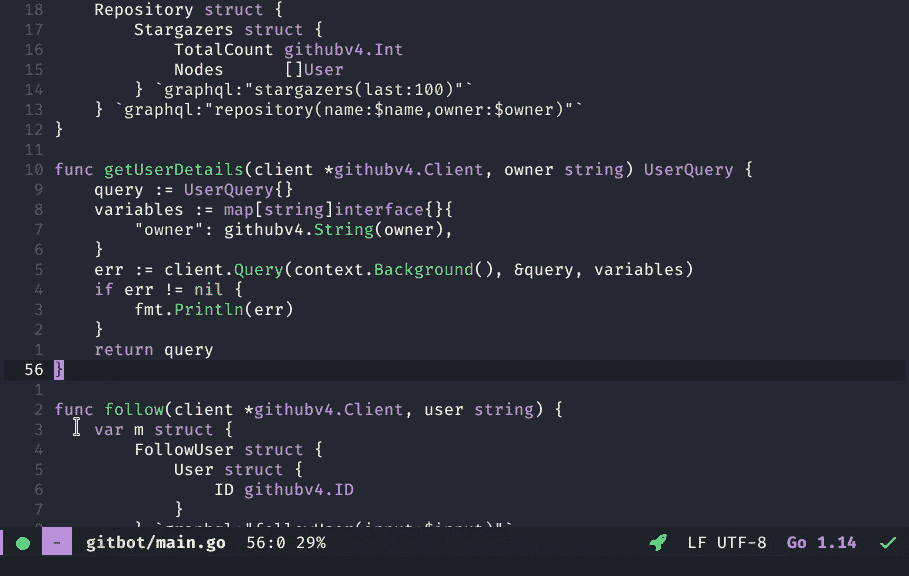 18     Repository struct {
17         Stargazers struct {
16             TotalCount githubv4.Int
15             Nodes      []User
14         } `graphql:"stargazers(last:100)"`
13     } `graphql:"repository(name:$name,owner:$owner)"`
12 }
11
10 func getUserDetails(client *githubv4.Client, owner string) UserQuery {
9     query := UserQuery{}
8     variables := map[string]interface{}{
7         "owner": githubv4.String(owner),
6     }
5     err := client.Query(context.Background(), &query, variables)
4     if err != nil {
3         fmt.Println(err)
2     }
1     return query
56 }
1
2 func follow(client *githubv4.Client, user string) {
3     var m struct {
4         FollowUser struct {
5             User struct {
6                 ID githubv4.ID
7             }
8         } `graphql:"followUser(input:$input)"`
- gitbot/main.go 56:0 29% LF UTF-8 Go 1.14